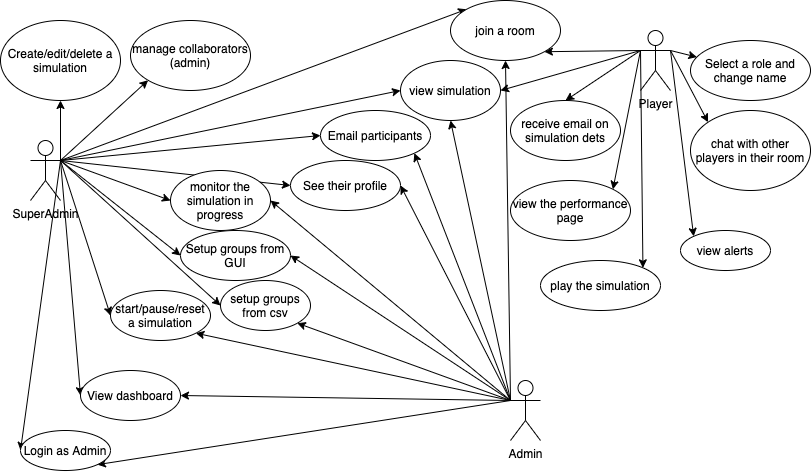 join a room
Create/edit/delete a
simulation
manage collaborators
(admin)
Select a role and
change name
view simulation
Player
receive email on
simulation dets
Email participants
chat with other
players in their room
See their profile
monitor the
simulation in
progress
SuperAdmin
view the performance
page
Setup groups from
GUI
view alerts
play the simulation
setup groups
from csv
start/pause/reset
a simulation
View dashboard
Login as Admin
Admin